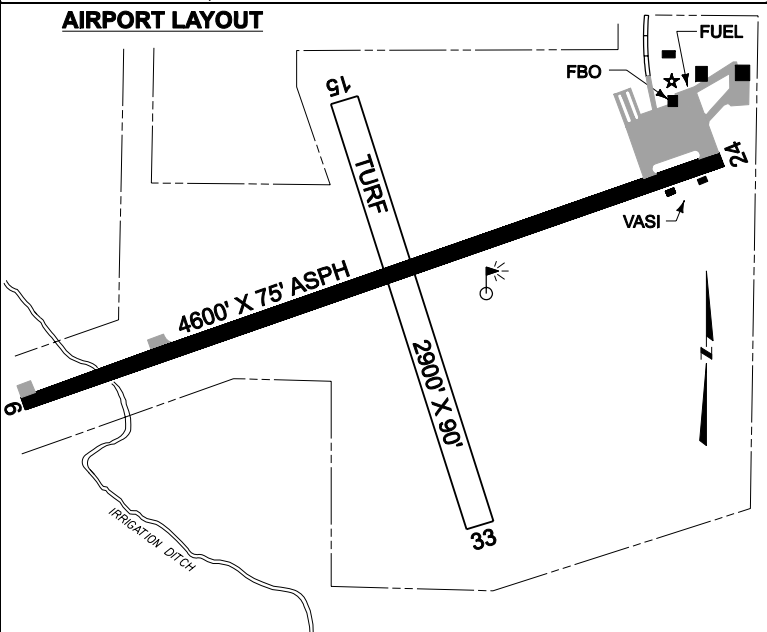 AIRPORT LAYOUT
FUEL
FBO
15
TURF
24
VASI
4600' X 75' ASPH
N
2900' X 90'
6
IRRIGATION DITCH
33